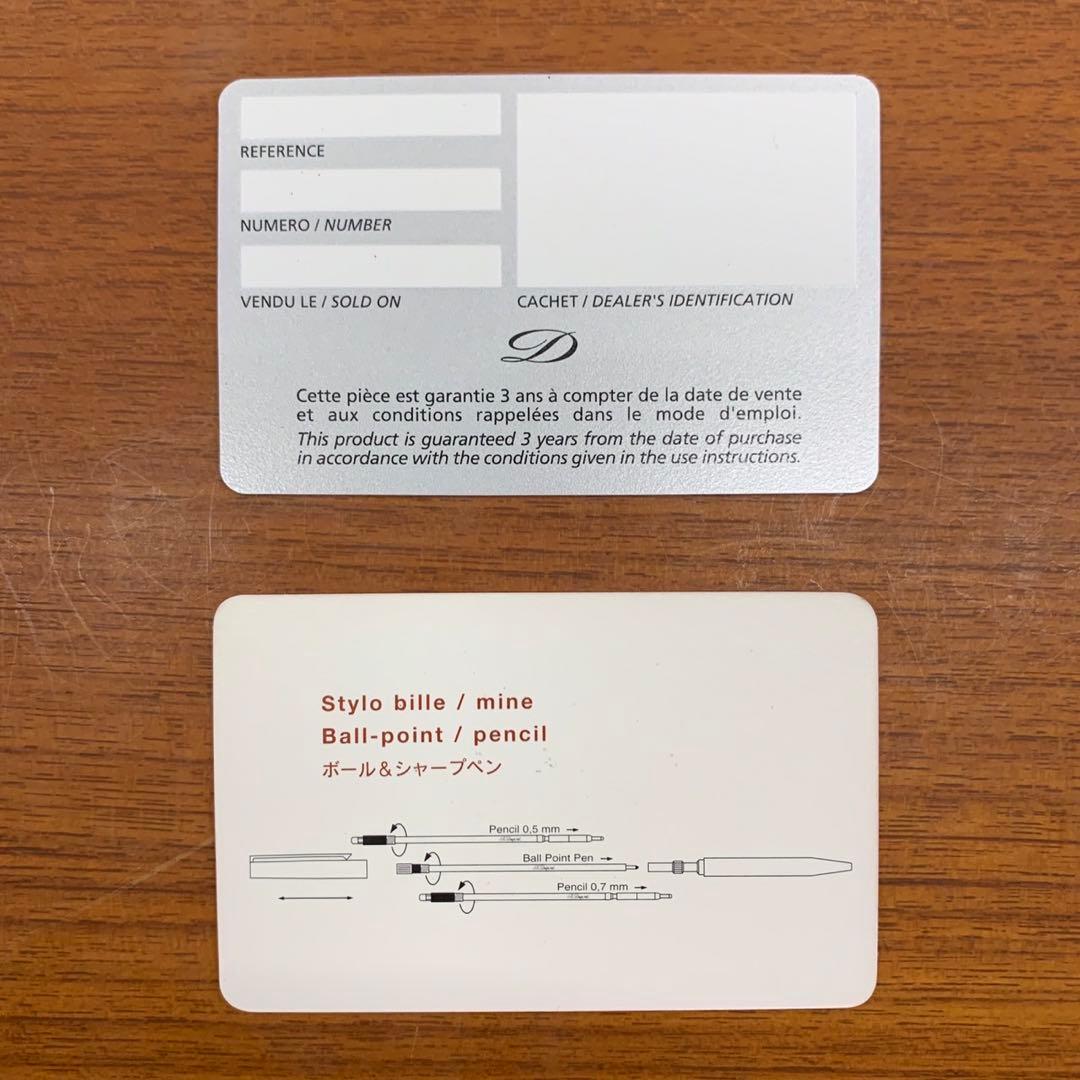 REFERENCE
NUMERO / NUMBER
VENDU LE / SOLD ON
CACHET / DEALER'S IDENTIFICATION
D
Cette pièce est garantie 3 ans à compter de la date de vente
et aux conditions rappelées dans le mode d'emploi.
This product is guaranteed 3 years from the date of purchase
in accordance with the conditions given in the use instructions.
Stylo bille / mine
Ball-point / pencil
ボール&シャープペン
Pencil 0,5 mm
Ball Point Pen
Pencil 0,7 mm